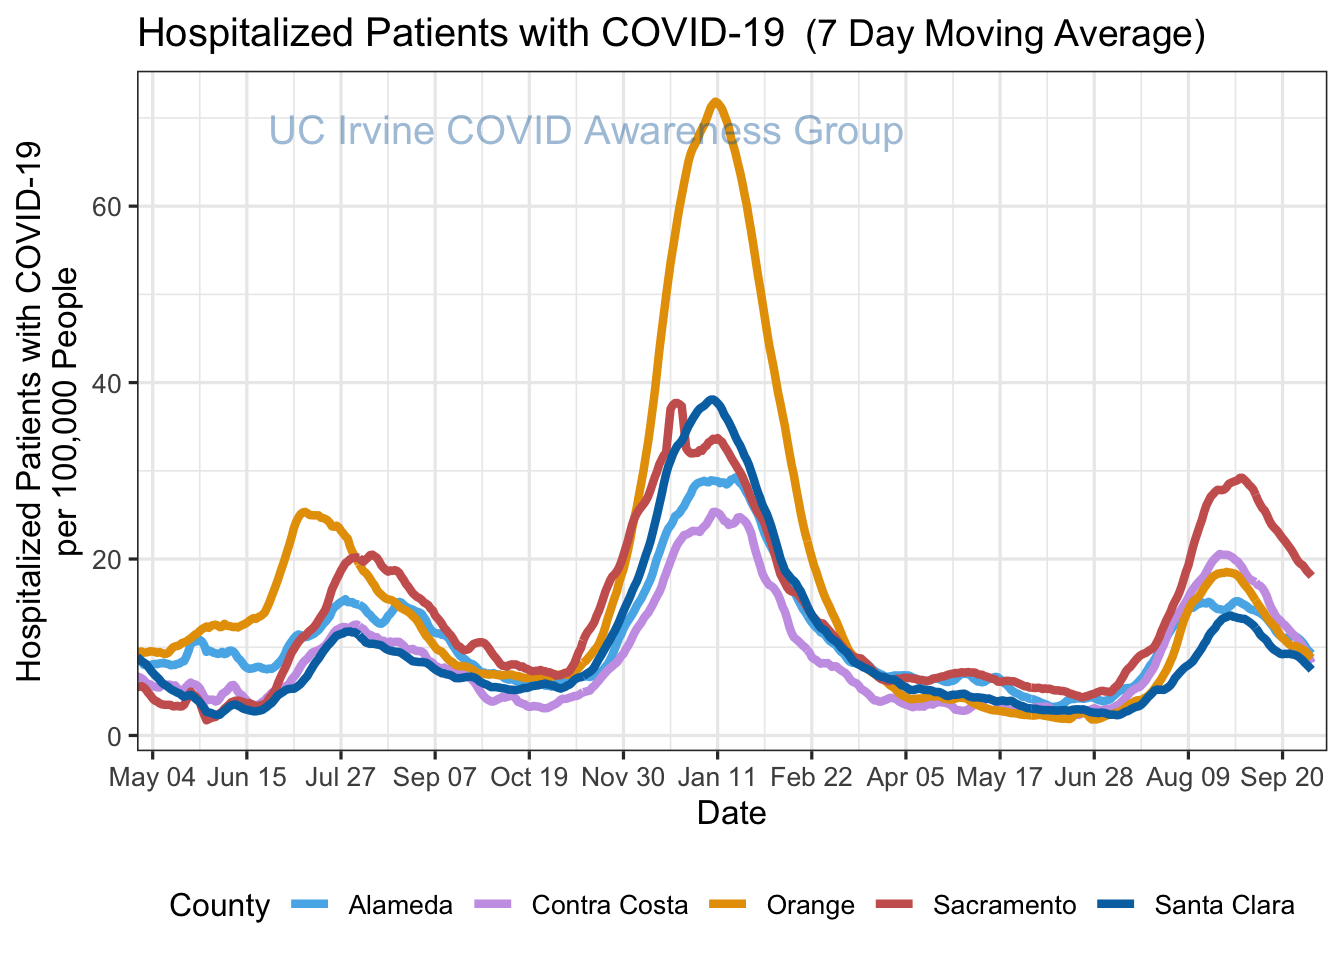 Hospitalized Patients with COVID-19 (7 Day Moving Average)
UC Irvine COVID Awareness Group
Hospitalized Patients with COVID-19
per 100,000 People
60
40
20
0
May 04 Jun 15 Jul 27 Sep 07 Oct 19 Nov 30 Jan 11 Feb 22 Apr 05 May 17 Jun 28 Aug 09 Sep 20
Date
County Alameda Contra Costa Orange Sacramento Santa Clara